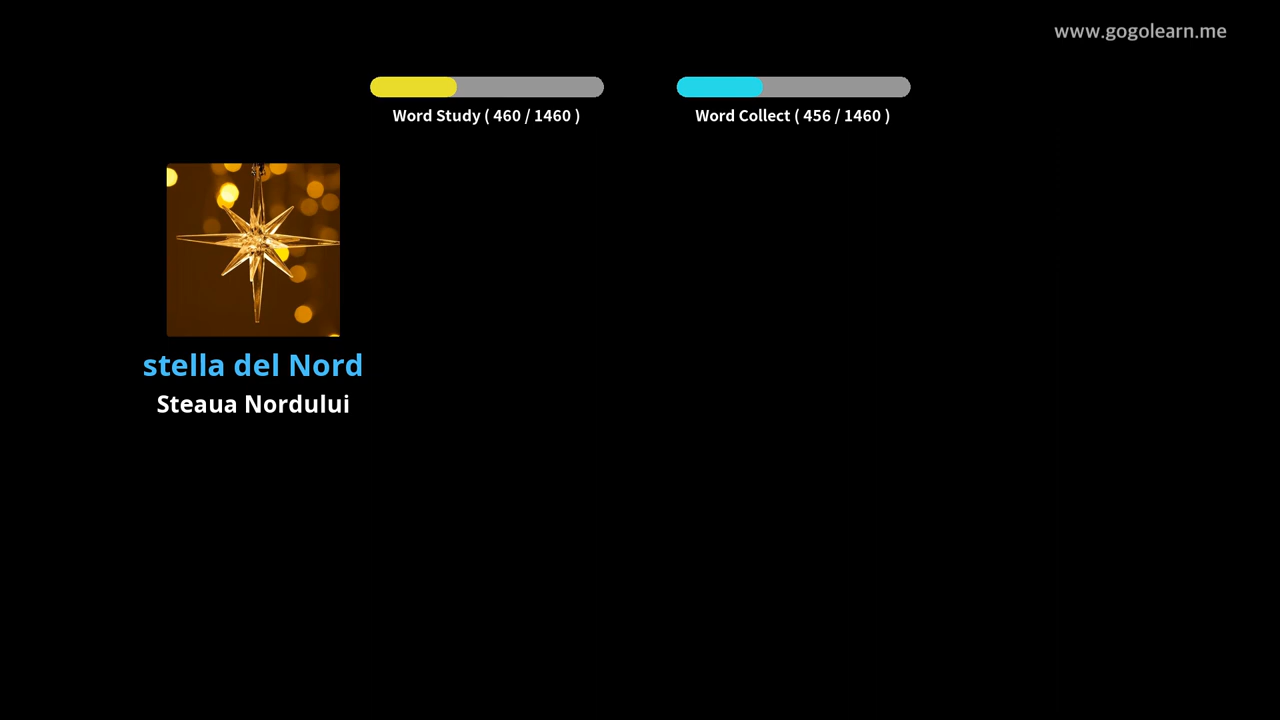 www.gogolearn.me
Word Study ( 460 / 1460 )
Word Collect ( 456 / 1460 )
stella del Nord
Steaua Nordului